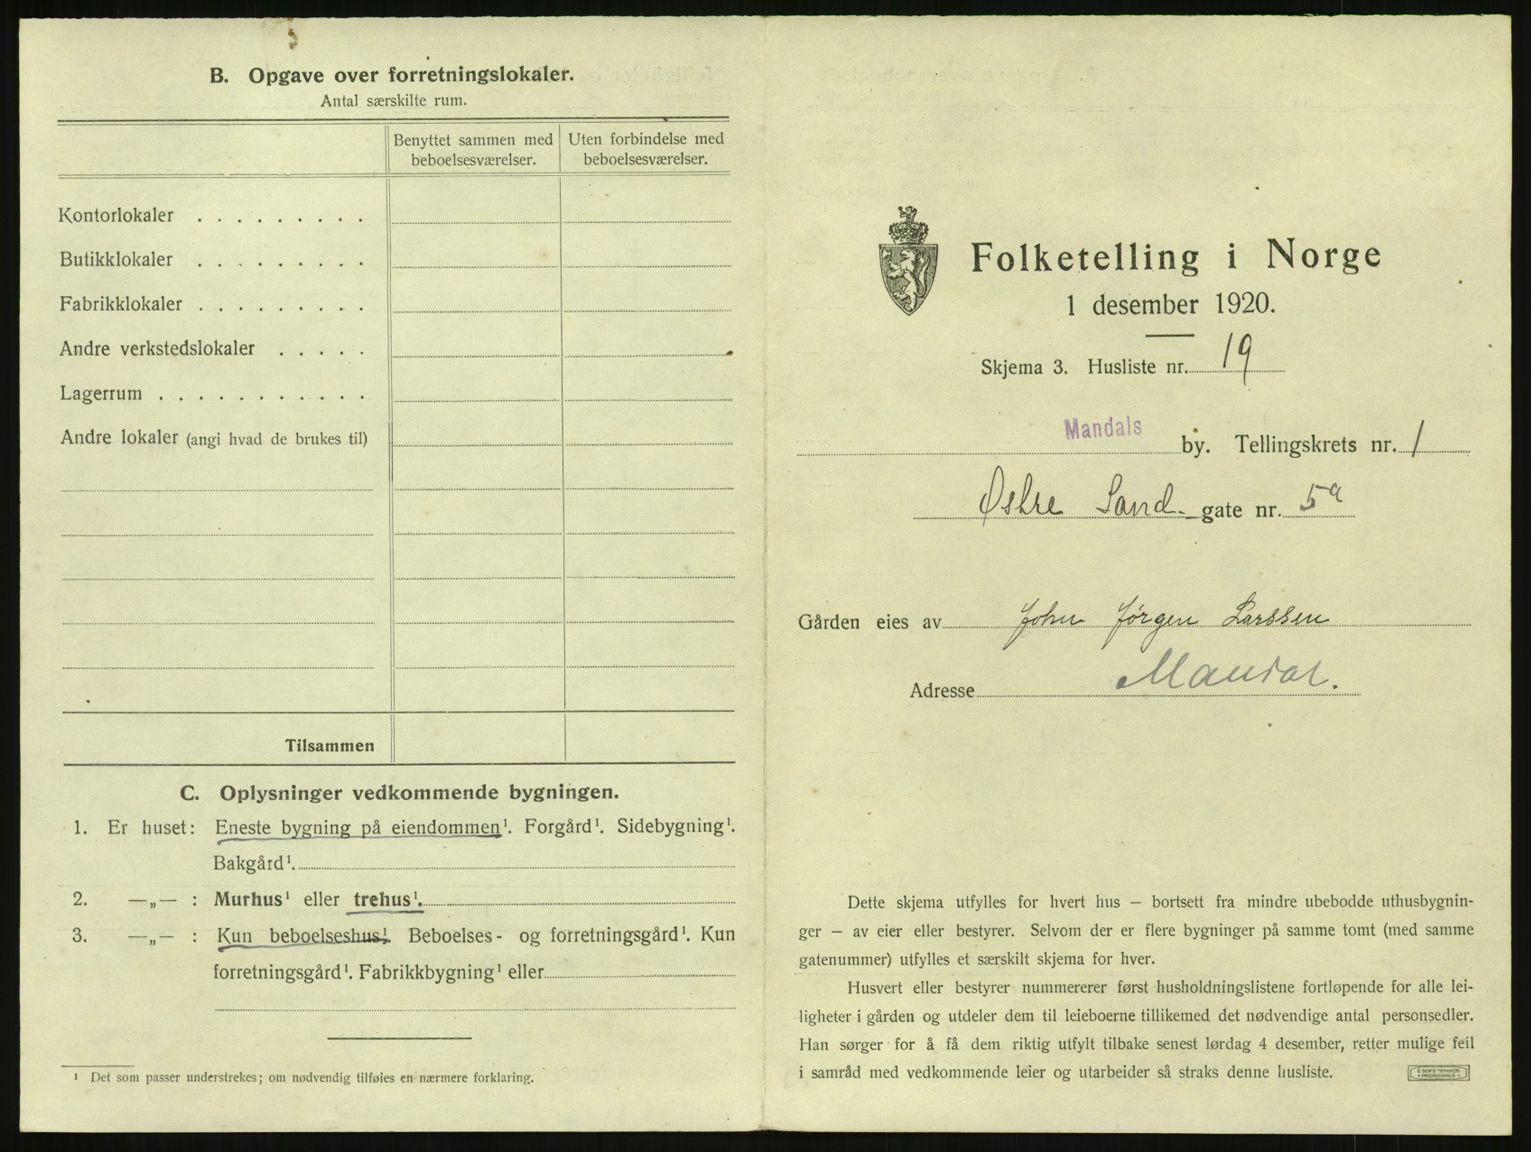 B. Opgave over forretningslokaler.
Antal særskilte rum.
Benyttet sammen med beboelsesværelser.
Uten forbindelse med beboelsesværelser.
Kontorlokaler . . . . . . . . .
Butikklokaler . . . . . . . . .
Fabrikklokaler . . . . . . . . .
Andre verkstedslokaler . . . . .
Lagerrum . . . . . . . . . . .
Andre lokaler (angi hvad de brukes til)
Tilsammen
C. Oplysninger vedkommende bygningen.
1. Er huset: Eneste bygning på eiendommen¹. Forgård¹. Sidebygning¹.
Bakgård¹.
2. —„— : Murhus¹ eller trehus¹.
3. —„— : Kun beboelseshus¹. Beboelses- og forretningsgård¹. Kun
forretningsgård¹. Fabrikkbygning¹ eller
¹ Det som passer understrekes; om nødvendig tilføies en nærmere forklaring.
Folketelling i Norge
1 desember 1920.
Skjema 3. Husliste nr. 19
Mandals by. Tellingskrets nr. 1
Østre Sand- gate nr. 5a
Gården eies av John Jørgen Larssen
Adresse Mandal.
Dette skjema utfylles for hvert hus — bortsett fra mindre ubebodde uthusbygnin-
ger — av eier eller bestyrer. Selvom der er flere bygninger på samme tomt (med samme
gatenummer) utfylles et særskilt skjema for hver.
Husvert eller bestyrer nummererer først husholdningslistene fortløpende for alle lei-
ligheter i gården og utdeler dem til leieboerne tillikemed det nødvendige antal personsedler.
Han sørger for å få dem riktig utfylt tilbake senest lørdag 4 desember, retter mulige feil
i samråd med vedkommende leier og utarbeider så straks denne husliste.